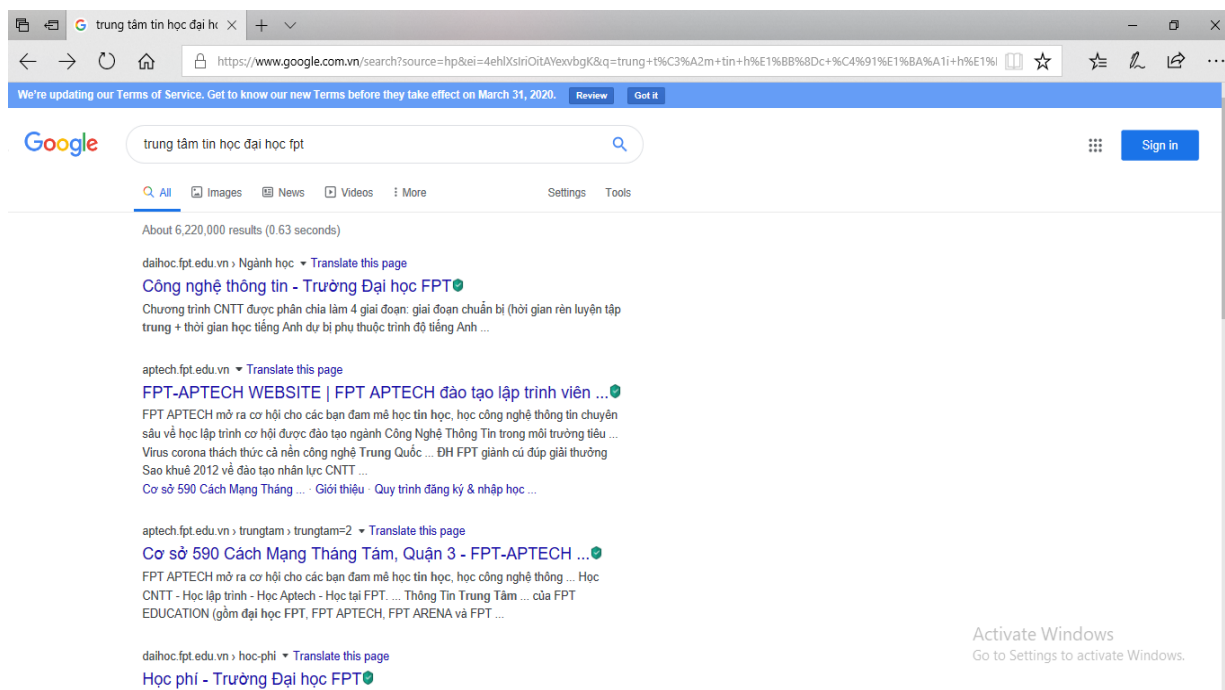 trung tâm tin học đại họ
https://www.google.com.vn/search?source=hp&ei=4ehlXsIriOitAYexvbgK&q=trung+t%C3%A2m+tin+h%E1%BB%8Dc+%C4%91%E1%BA%A1i+h%E1%
We're updating our Terms of Service. Get to know our new Terms before they take effect on March 31, 2020. Review Got it
Google trung tâm tin học đại học fpt Sign in
All Images News Videos More Settings Tools
About 6,220,000 results (0.63 seconds)
daihoc.fpt.edu.vn › Ngành học Translate this page
Công nghệ thông tin - Trường Đại học FPT
Chương trình CNTT được phân chia làm 4 giai đoạn: giai đoạn chuẩn bị (hời gian rèn luyện tập
trung + thời gian học tiếng Anh dự bị phụ thuộc trình độ tiếng Anh ...
aptech.fpt.edu.vn Translate this page
FPT-APTECH WEBSITE | FPT APTECH đào tạo lập trình viên ...
FPT APTECH mở ra cơ hội cho các bạn đam mê học tin học, học công nghệ thông tin chuyên
sâu về học lập trình cơ hội được đào tạo ngành Công Nghệ Thông Tin trong môi trường tiêu ...
Virus corona thách thức cả nền công nghệ Trung Quốc ... ĐH FPT giành cú đúp giải thưởng
Sao khuê 2012 về đào tạo nhân lực CNTT ...
Cơ sở 590 Cách Mạng Tháng ... · Giới thiệu · Quy trình đăng ký & nhập học ...
aptech.fpt.edu.vn › trungtam › trungtam=2 Translate this page
Cơ sở 590 Cách Mạng Tháng Tám, Quận 3 - FPT-APTECH ...
FPT APTECH mở ra cơ hội cho các bạn đam mê học tin học, học công nghệ thông ... Học
CNTT - Học lập trình - Học Aptech - Học tại FPT. ... Thông Tin Trung Tâm ... của FPT
EDUCATION (gồm đại học FPT, FPT APTECH, FPT ARENA và FPT ...
daihoc.fpt.edu.vn › hoc-phi Translate this page
Học phí - Trường Đại học FPT
Activate Windows
Go to Settings to activate Windows.